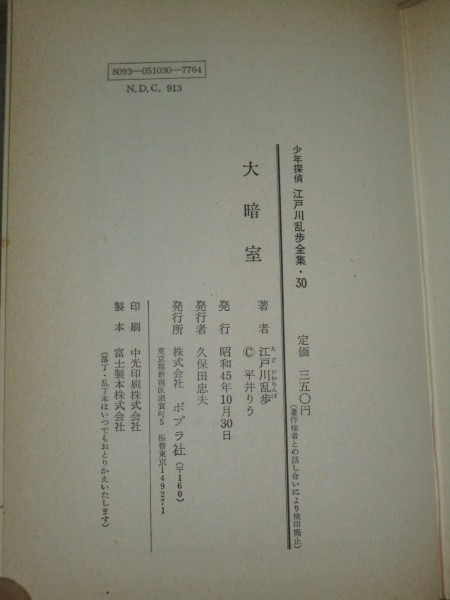 8093—051030—7764
N.D.C. 913
少年探偵 江戸川乱歩全集・30
大暗室
定価 三五〇円
(著作権者との話し合いにより検印廃止)
著者 江戸川乱歩
えどがわらんぽ
© 平井りう
発行 昭和45年10月30日
発行者 久保田忠夫
発行所 株式会社 ポプラ社(〒160)
東京都新宿区須賀町5 振替東京149271
印刷 中光印刷株式会社
製本 富士製本株式会社
(落丁・乱丁本はいつでもおとりかえいたします)